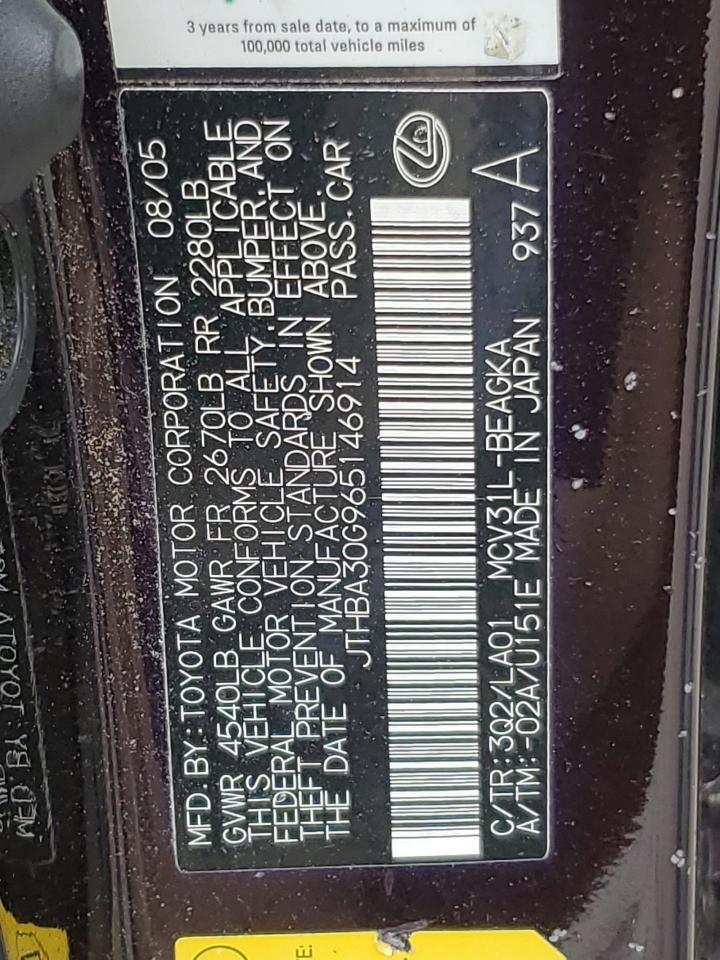 3 years from sale date, to a maximum of
100,000 total vehicle miles
MFD. BY: TOYOTA MOTOR CORPORATION 08/05
GVWR 4540LB GAWR FR 2670LB RR 2280LB
THIS VEHICLE CONFORMS TO ALL APPLICABLE
FEDERAL MOTOR VEHICLE SAFETY, BUMPER, AND
THEFT PREVENTION STANDARDS IN EFFECT ON
THE DATE OF MANUFACTURE SHOWN ABOVE.
JTHBA30G965146914 PASS. CAR
C/TR: 3Q2/LA01 MCV31L-BEAGKA
A/TM: -02A/U151E MADE IN JAPAN 937 A
MFD BY: TOYOT